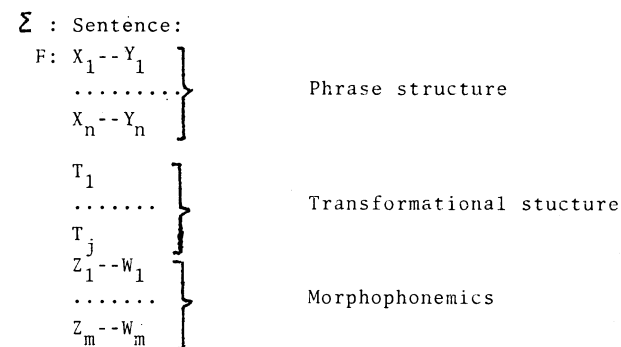 Σ : Sentence:
F: X1--Y1
.......... Phrase structure
Xn--Yn
T1
....... Transformational stucture
Tj
Z1--W1
....... Morphophonemics
Zm--Wm